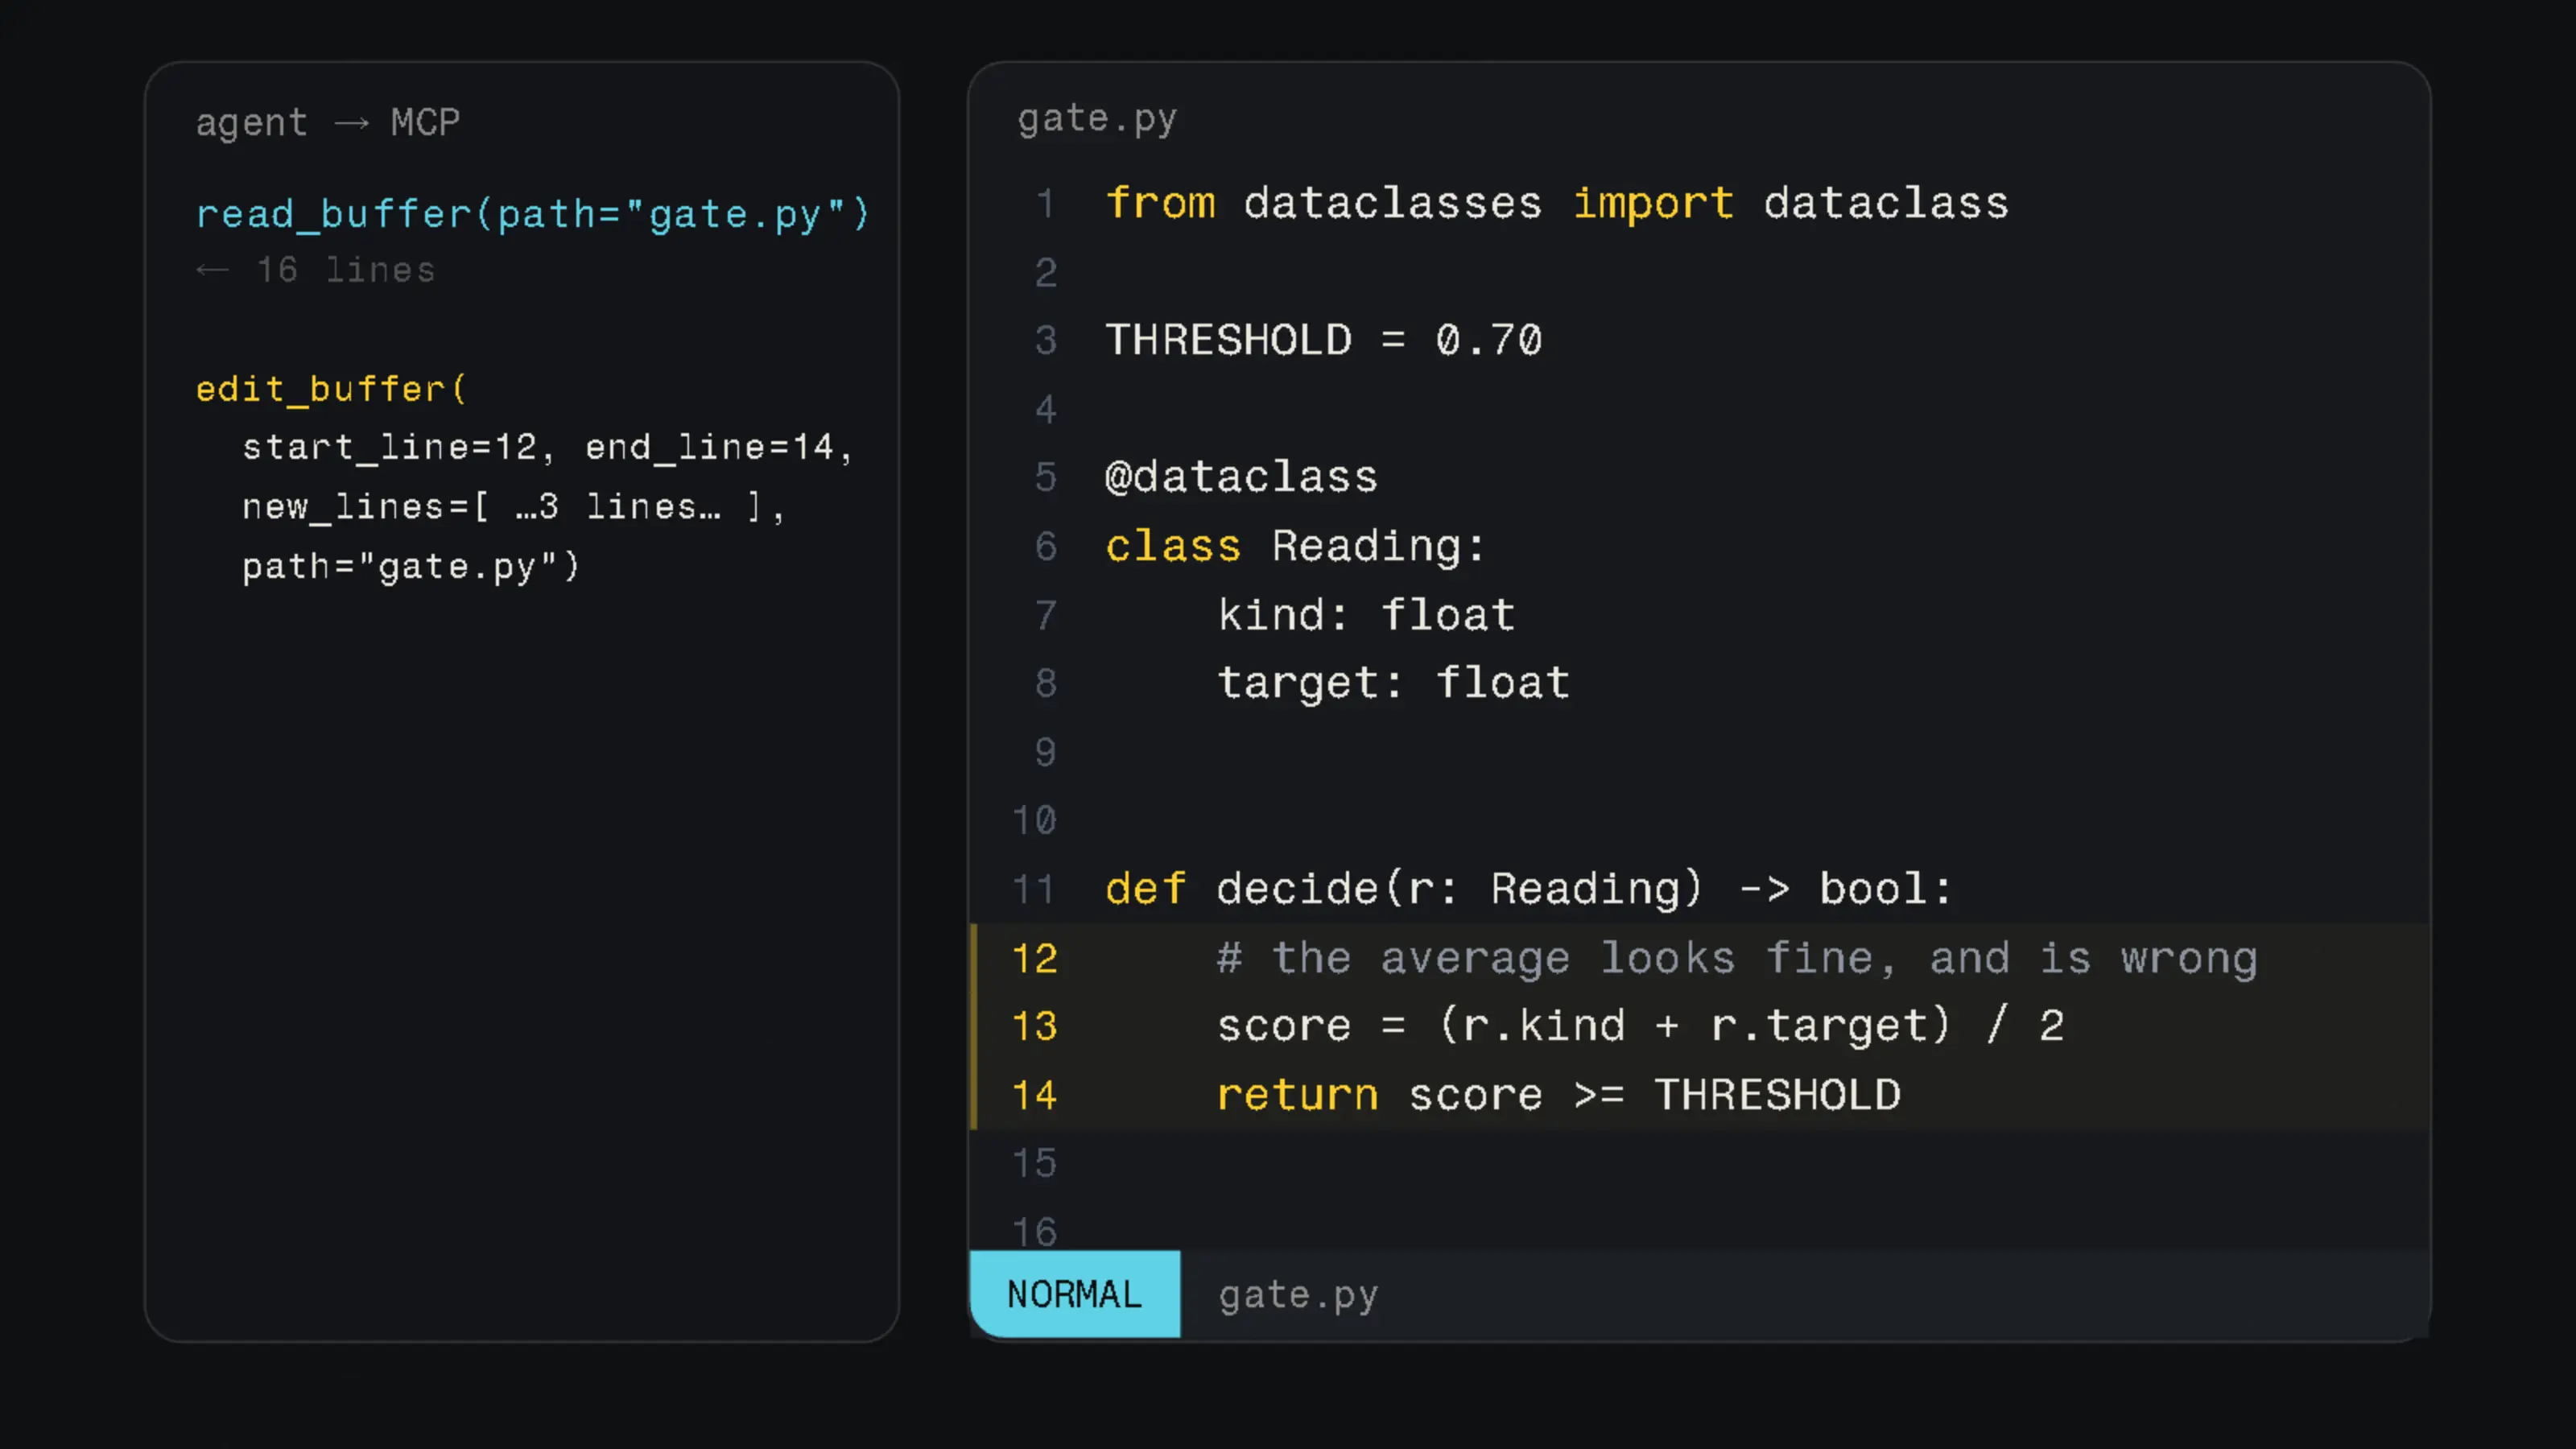 agent → MCP
read_buffer(path="gate.py")
← 16 lines
edit_buffer(
  start_line=12, end_line=14,
  new_lines=[ …3 lines… ],
  path="gate.py")
gate.py
1 from dataclasses import dataclass
2
3 THRESHOLD = 0.70
4
5 @dataclass
6 class Reading:
7     kind: float
8     target: float
9
10
11 def decide(r: Reading) -> bool:
12     # the average looks fine, and is wrong
13     score = (r.kind + r.target) / 2
14     return score >= THRESHOLD
15
16
NORMAL gate.py